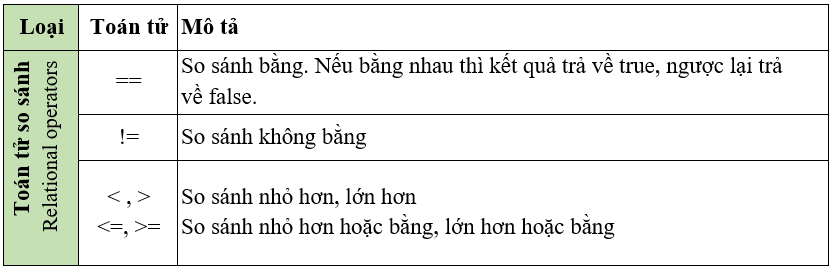 Loại Toán tử Mô tả
Toán tử so sánh
Relational operators
== So sánh bằng. Nếu bằng nhau thì kết quả trả về true, ngược lại trả
về false.
!= So sánh không bằng
< , > So sánh nhỏ hơn, lớn hơn
<=, >= So sánh nhỏ hơn hoặc bằng, lớn hơn hoặc bằng